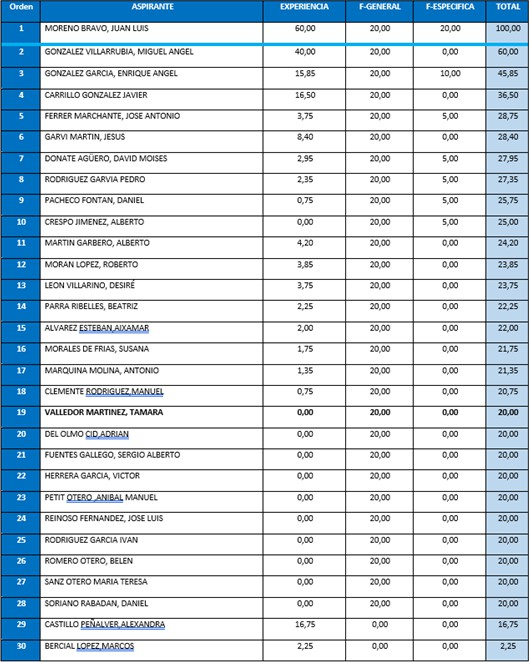 Orden ASPIRANTE EXPERIENCIA F-GENERAL F-ESPECIFICA TOTAL
1 MORENO BRAVO, JUAN LUIS 60,00 20,00 20,00 100,00
2 GONZALEZ VILLARRUBIA, MIGUEL ANGEL 40,00 20,00 0,00 60,00
3 GONZALEZ GARCIA, ENRIQUE ANGEL 15,85 20,00 10,00 45,85
4 CARRILLO GONZALEZ JAVIER 16,50 20,00 0,00 36,50
5 FERRER MARCHANTE, JOSE ANTONIO 3,75 20,00 5,00 28,75
6 GARVI MARTIN, JESUS 8,40 20,00 0,00 28,40
7 DONATE AGÜERO, DAVID MOISES 2,95 20,00 5,00 27,95
8 RODRIGUEZ GARVIA PEDRO 2,35 20,00 5,00 27,35
9 PACHECO FONTAN, DANIEL 0,75 20,00 5,00 25,75
10 CRESPO JIMENEZ, ALBERTO 0,00 20,00 5,00 25,00
11 MARTIN GARBERO, ALBERTO 4,20 20,00 0,00 24,20
12 MORAN LOPEZ, ROBERTO 3,85 20,00 0,00 23,85
13 LEON VILLARINO, DESIRÉ 3,75 20,00 0,00 23,75
14 PARRA RIBELLES, BEATRIZ 2,25 20,00 0,00 22,25
15 ALVAREZ ESTEBAN,AIXAMAR 2,00 20,00 0,00 22,00
16 MORALES DE FRIAS, SUSANA 1,75 20,00 0,00 21,75
17 MARQUINA MOLINA, ANTONIO 1,35 20,00 0,00 21,35
18 CLEMENTE RODRIGUEZ,MANUEL 0,75 20,00 0,00 20,75
19 VALLEDOR MARTINEZ, TAMARA 0,00 20,00 0,00 20,00
20 DEL OLMO CID,ADRIAN 0,00 20,00 0,00 20,00
21 FUENTES GALLEGO, SERGIO ALBERTO 0,00 20,00 0,00 20,00
22 HERRERA GARCIA, VICTOR 0,00 20,00 0,00 20,00
23 PETIT OTERO ,ANIBAL MANUEL 0,00 20,00 0,00 20,00
24 REINOSO FERNANDEZ, JOSE LUIS 0,00 20,00 0,00 20,00
25 RODRIGUEZ GARCIA IVAN 0,00 20,00 0,00 20,00
26 ROMERO OTERO, BELEN 0,00 20,00 0,00 20,00
27 SANZ OTERO MARIA TERESA 0,00 20,00 0,00 20,00
28 SORIANO RABADAN, DANIEL 0,00 20,00 0,00 20,00
29 CASTILLO PEÑALVER,ALEXANDRA 16,75 0,00 0,00 16,75
30 BERCIAL LOPEZ,MARCOS 2,25 0,00 0,00 2,25